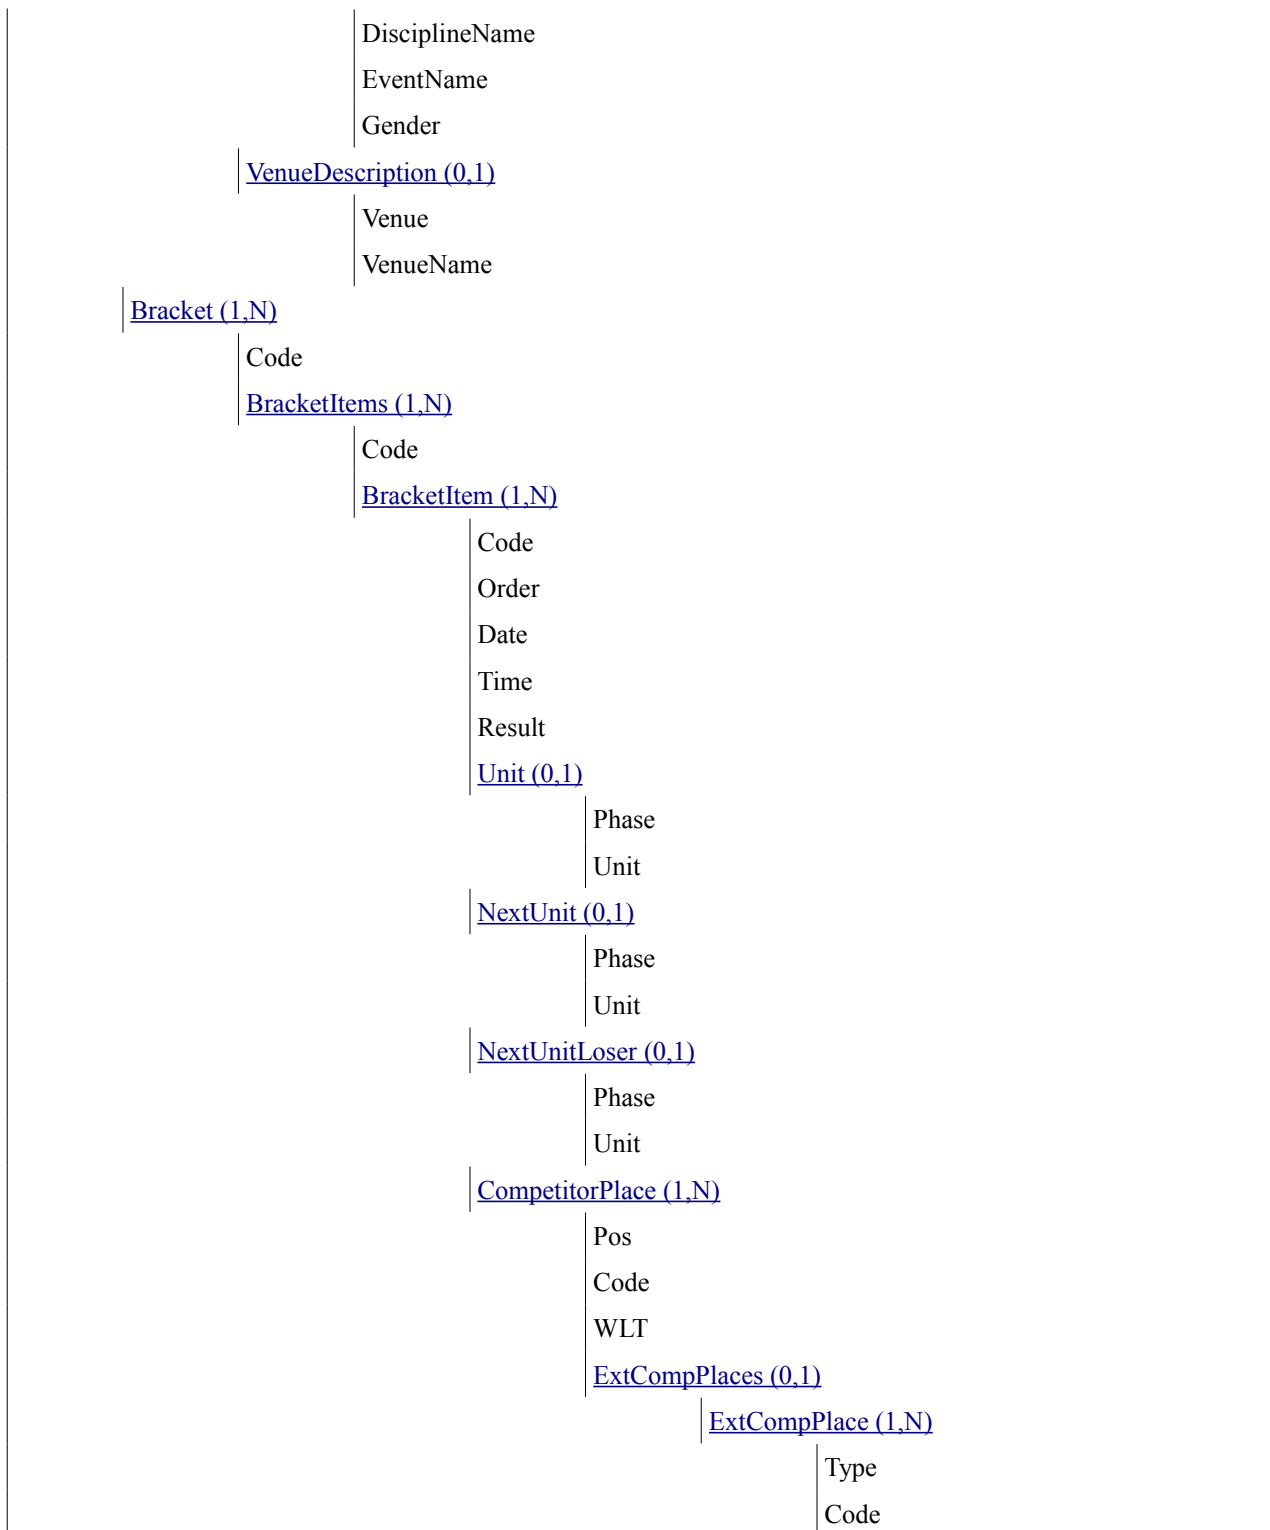 DisciplineName
EventName
Gender
VenueDescription (0,1)
Venue
VenueName
Bracket (1,N)
Code
BracketItems (1,N)
Code
BracketItem (1,N)
Code
Order
Date
Time
Result
Unit (0,1)
Phase
Unit
NextUnit (0,1)
Phase
Unit
NextUnitLoser (0,1)
Phase
Unit
CompetitorPlace (1,N)
Pos
Code
WLT
ExtCompPlaces (0,1)
ExtCompPlace (1,N)
Type
Code